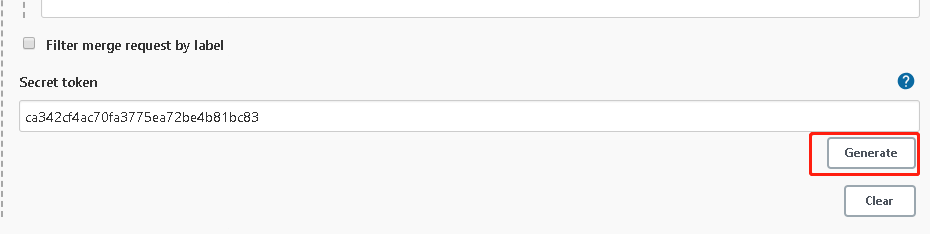 Filter merge request by label
Secret token
?
ca342cf4ac70fa3775ea72be4b81bc83
Generate
Clear